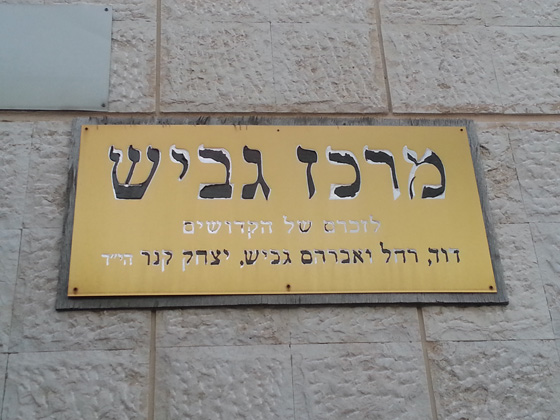 מרכז גביש
לזכרם של הקדושים
דוד, רחל ואברהם גביש, יצחק קנר הי״ד